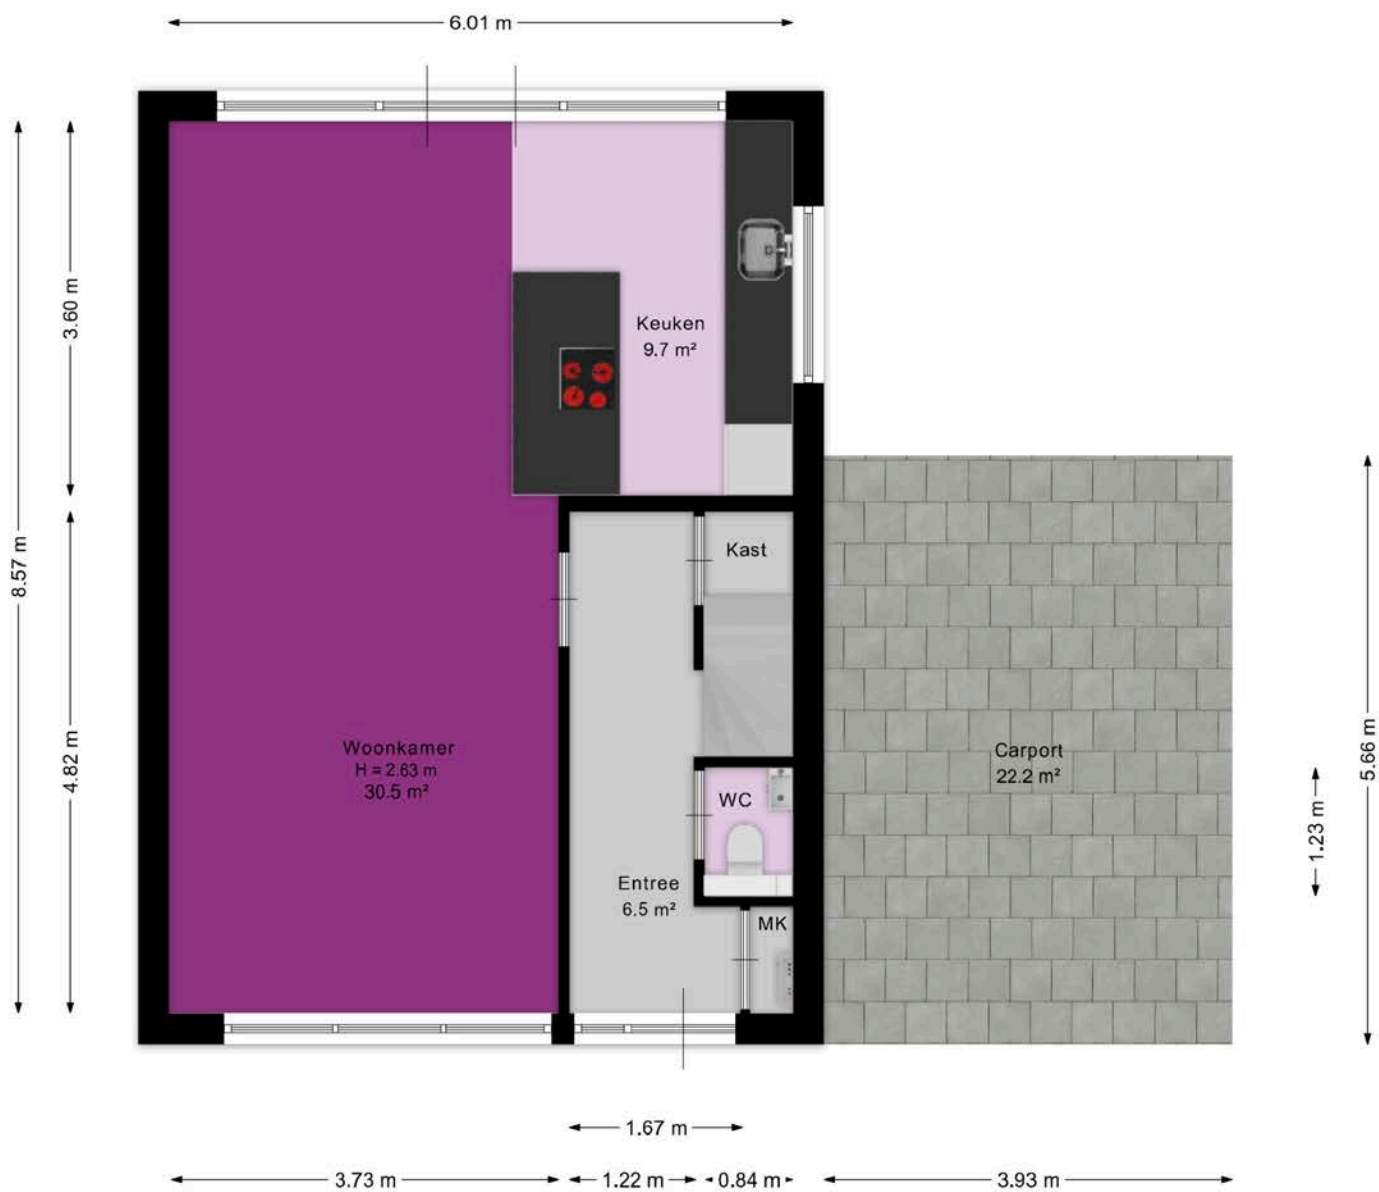 6.01 m
8.57 m
3.60 m
Keuken
9.7 m²
Kast
4.82 m
Woonkamer
H = 2.63 m
30.5 m²
Carport
22.2 m²
5.66 m
1.23 m
WC
Entree
6.5 m²
MK
1.67 m
3.73 m
1.22 m
0.84 m
3.93 m